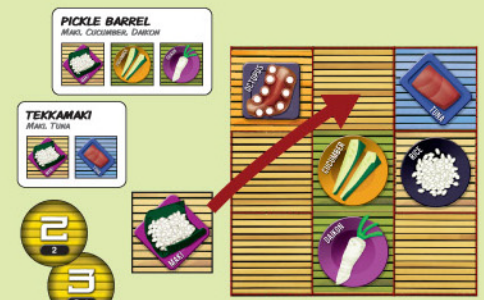 PICKLE BARREL
MAKI, CUCUMBER, DAIKON
TEKKAMAKI
MAKI, TUNA
OCTOPUS
TUNA
CUCUMBER
RICE
MAKI
DAIKON
2
2
3